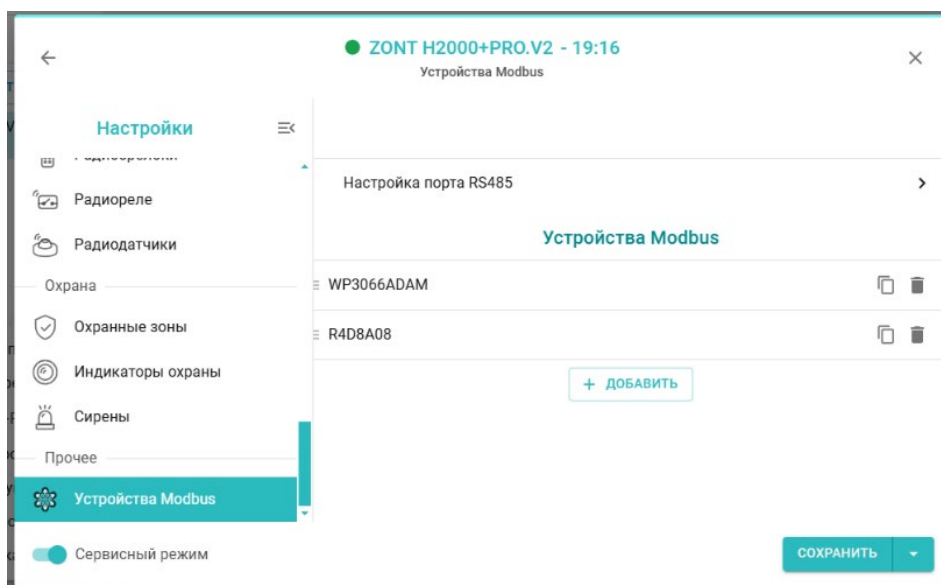 ZONT H2000+PRO.V2 - 19:16
Устройства Modbus
Настройки
Радиореле
Радиодатчики
Охрана
Охранные зоны
Индикаторы охраны
Сирены
Прочее
Устройства Modbus
Сервисный режим
Настройка порта RS485
Устройства Modbus
WP3066ADAM
R4D8A08
+ ДОБАВИТЬ
СОХРАНИТЬ